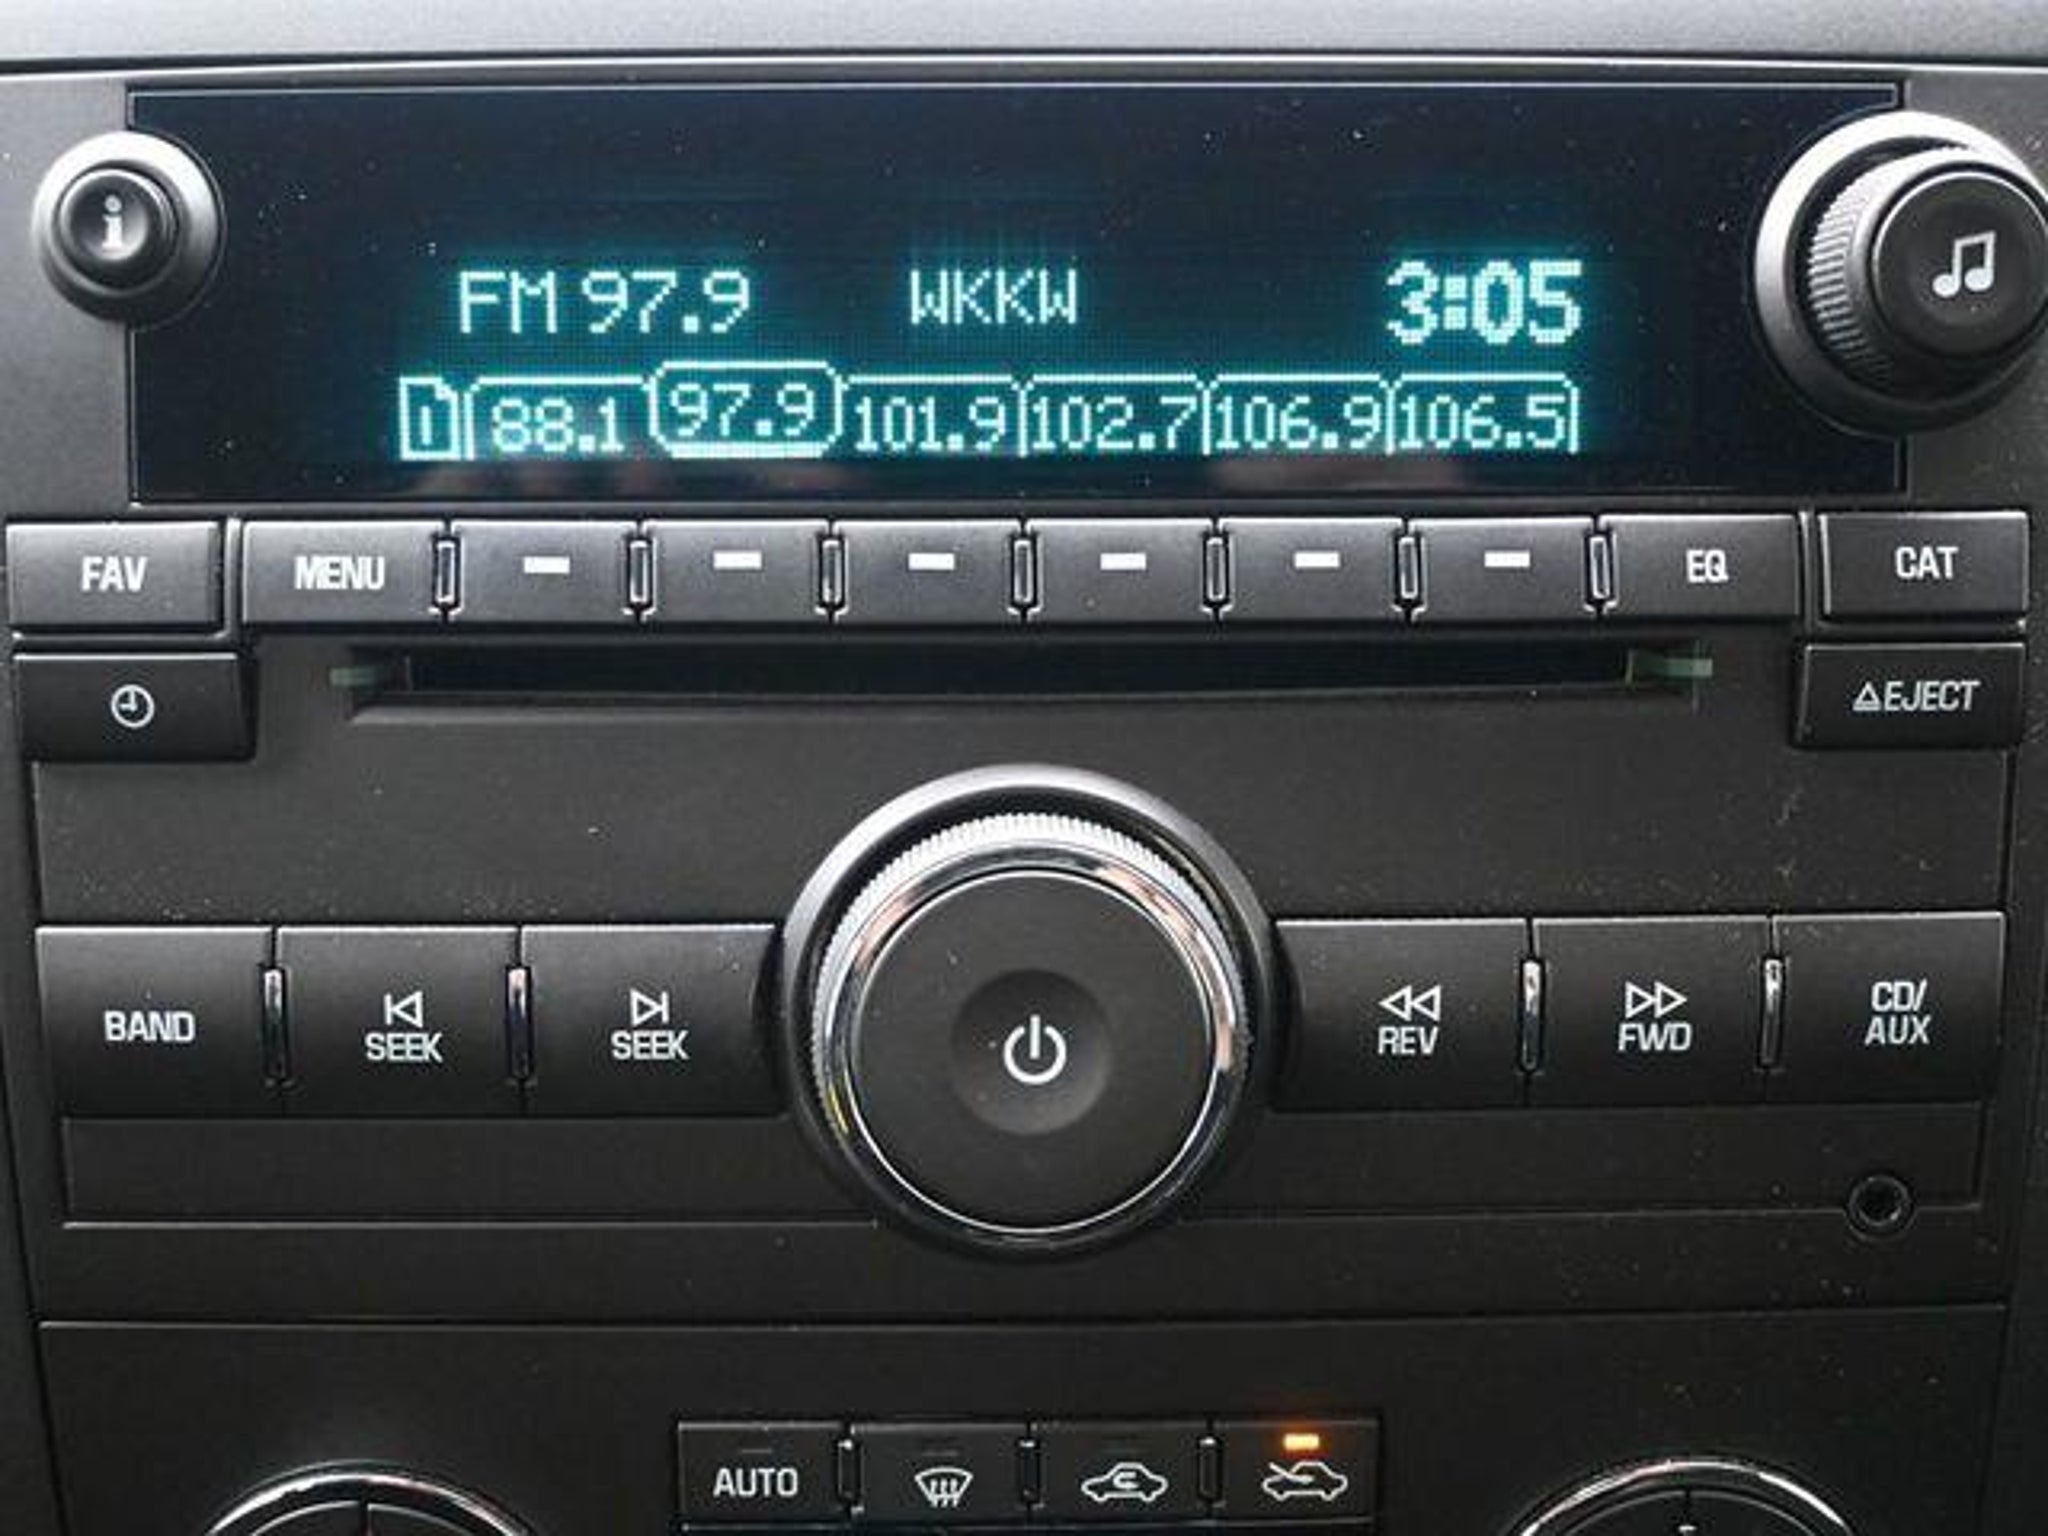 i
FM 97.9 WKKW 3:05
1 88.1 97.9 101.9 102.7 106.9 106.5
FAV MENU EQ CAT
EJECT
BAND SEEK SEEK REV FWD CD/
AUX
AUTO